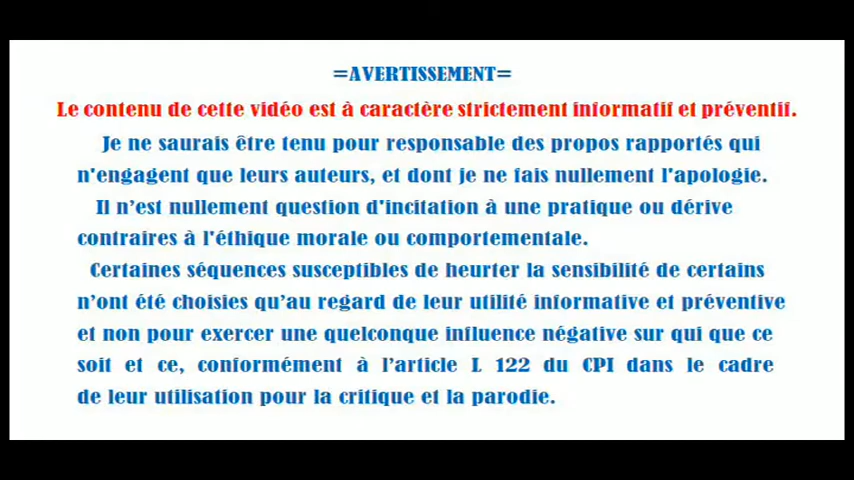 =AVERTISSEMENT=
Le contenu de cette vidéo est à caractère strictement informatif et préventif.
Je ne saurais être tenu pour responsable des propos rapportés qui
n'engagent que leurs auteurs, et dont je ne fais nullement l'apologie.
Il n'est nullement question d'incitation à une pratique ou dérive
contraires à l'éthique morale ou comportementale.
Certaines séquences susceptibles de heurter la sensibilité de certains
n'ont été choisies qu'au regard de leur utilité informative et préventive
et non pour exercer une quelconque influence négative sur qui que ce
soit et ce, conformément à l'article L 122 du CPI dans le cadre
de leur utilisation pour la critique et la parodie.